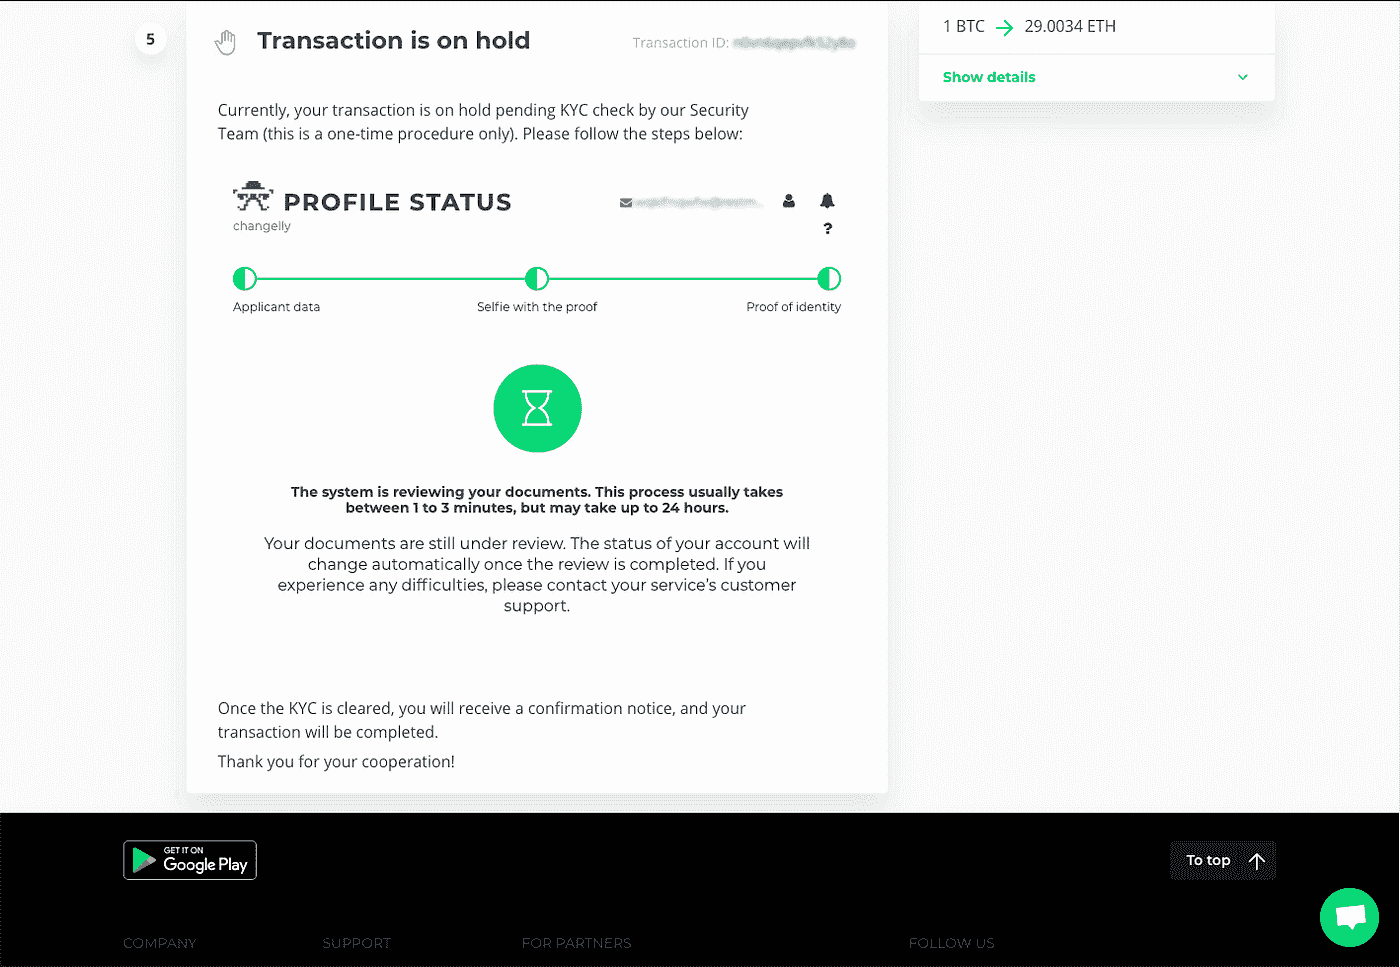 5
Transaction is on hold
Transaction ID:
Currently, your transaction is on hold pending KYC check by our Security
Team (this is a one-time procedure only). Please follow the steps below:
PROFILE STATUS
changelly
?
Applicant data
Selfie with the proof
Proof of identity
The system is reviewing your documents. This process usually takes
between 1 to 3 minutes, but may take up to 24 hours.
Your documents are still under review. The status of your account will
change automatically once the review is completed. If you
experience any difficulties, please contact your service's customer
support.
Once the KYC is cleared, you will receive a confirmation notice, and your
transaction will be completed.
Thank you for your cooperation!
1 BTC → 29.0034 ETH
Show details
GET IT ON
Google Play
To top
COMPANY
SUPPORT
FOR PARTNERS
FOLLOW US